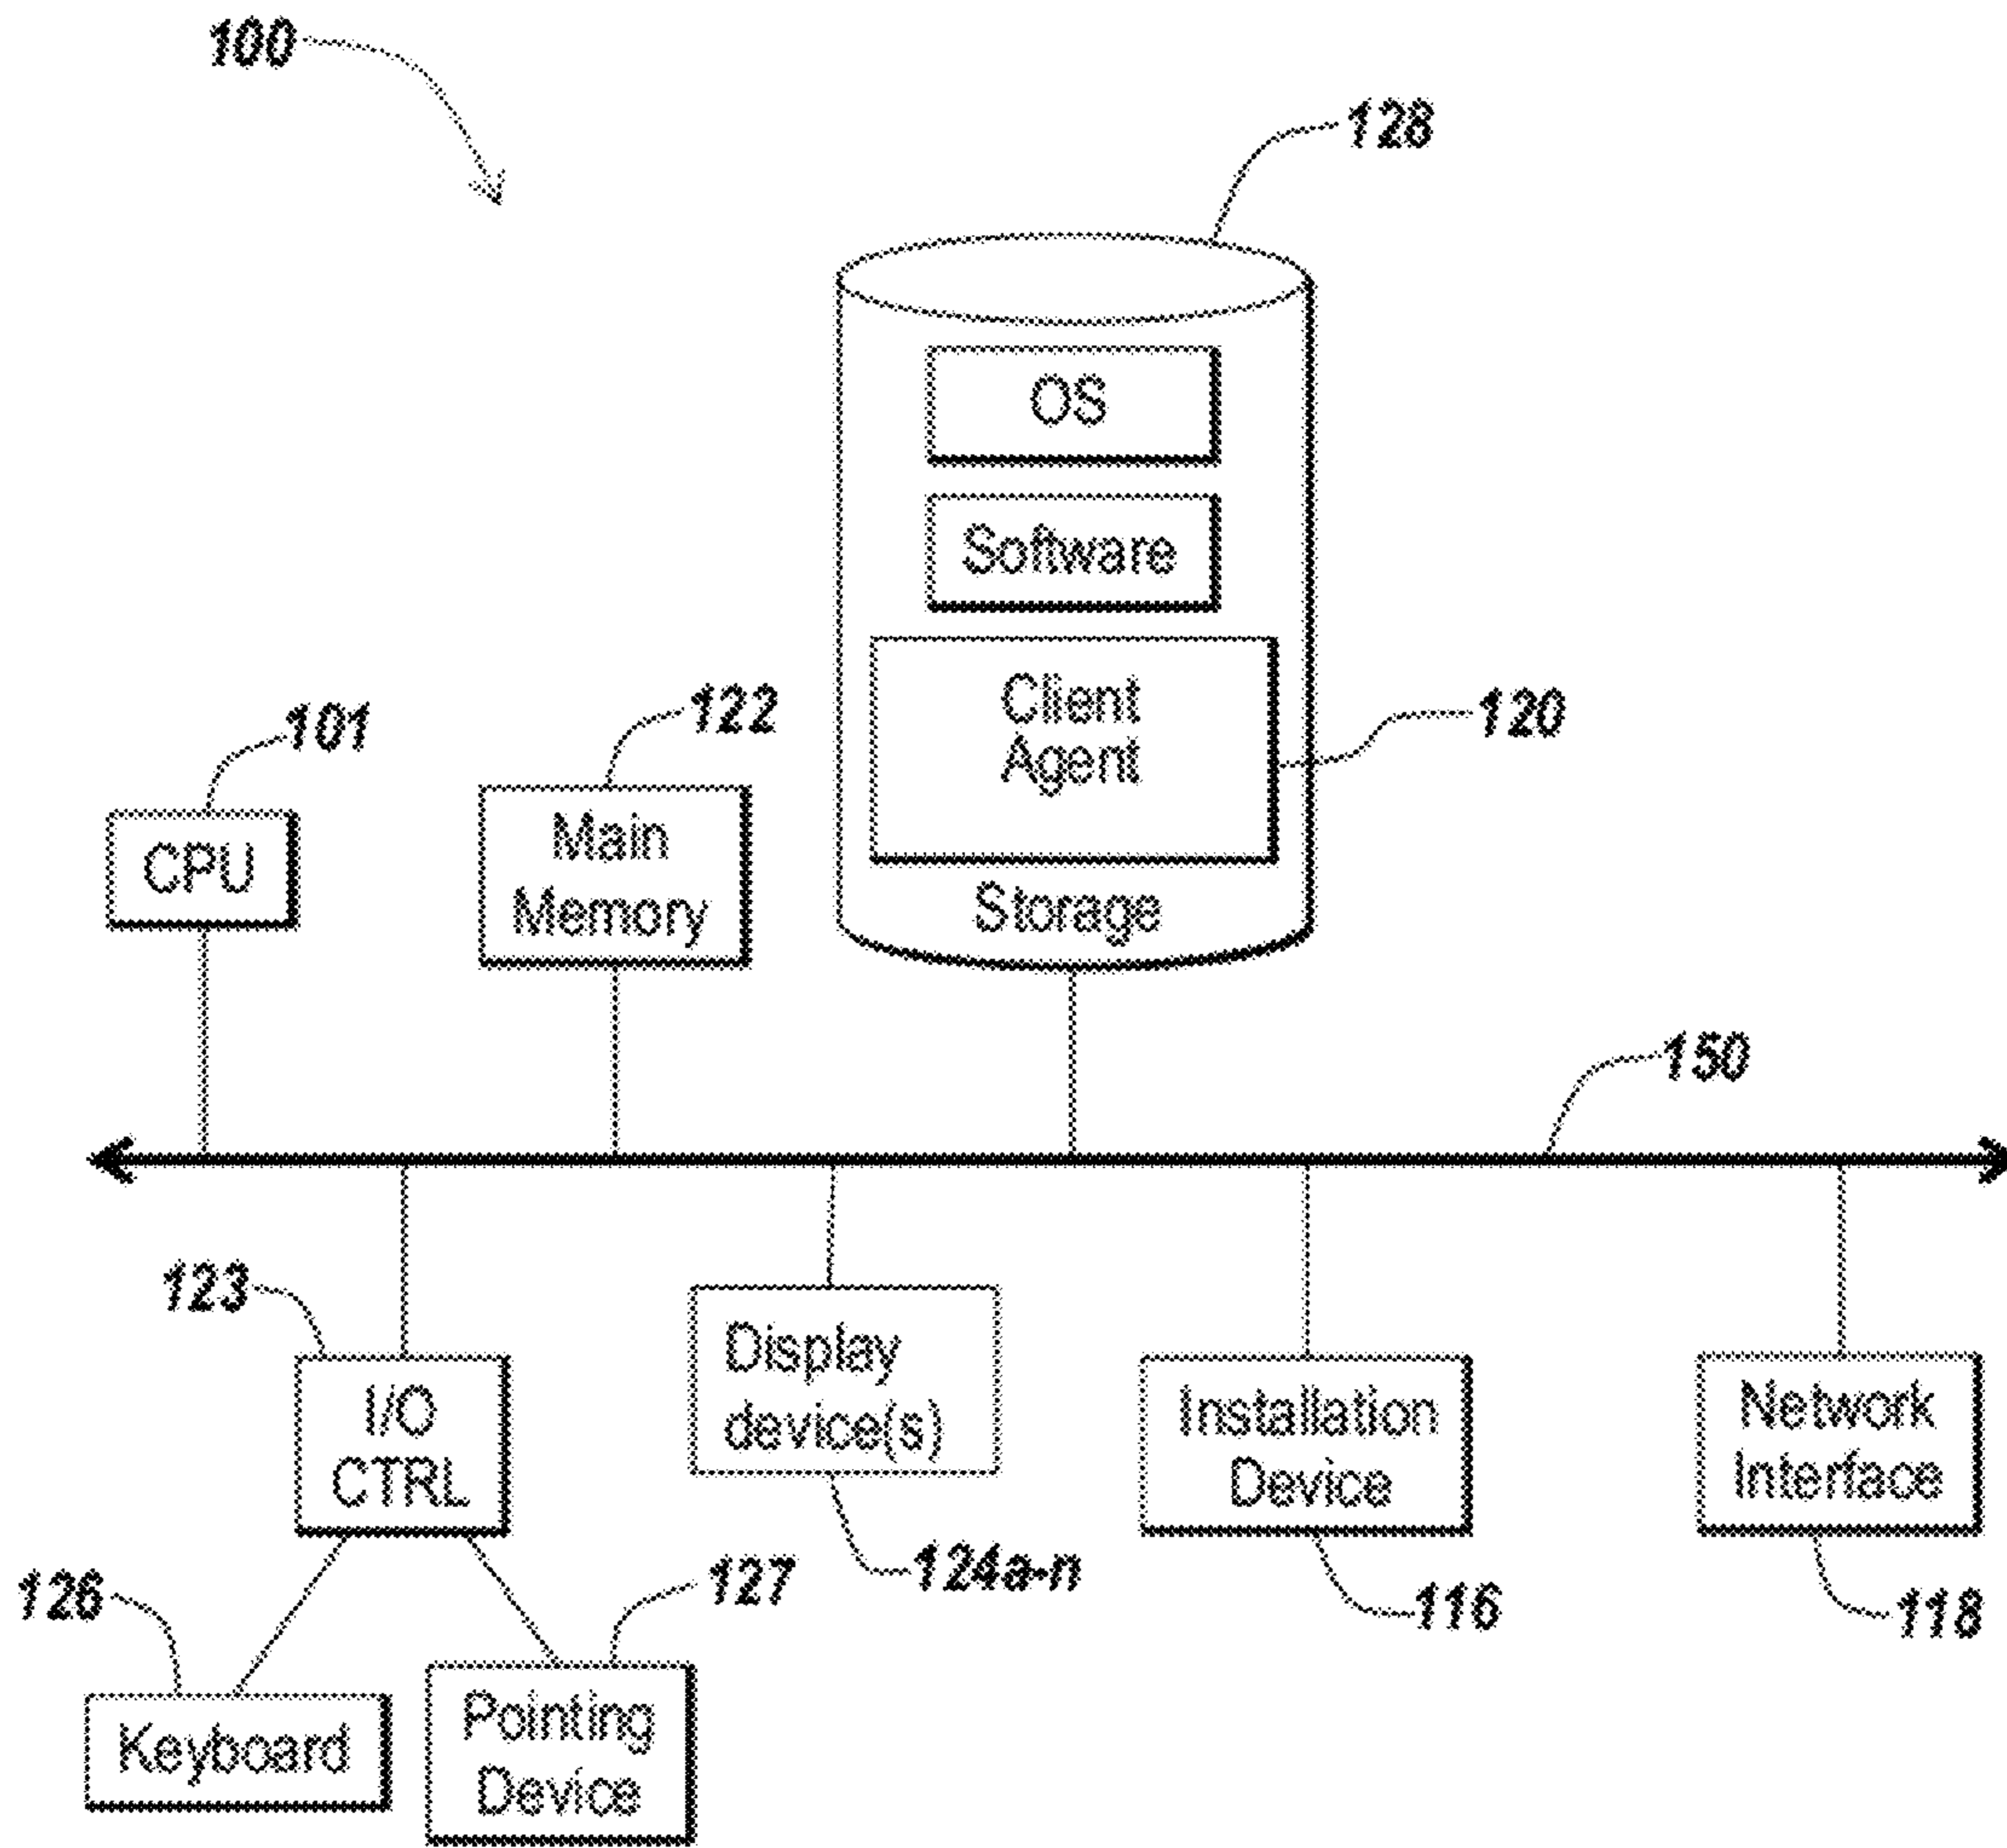 100
128
OS
Software
Client
Agent
120
Storage
101
CPU
122
Main
Memory
150
123
I/O
CTRL
Display
device(s)
124a-n
Installation
Device
116
Network
Interface
118
126
Keyboard
127
Pointing
Device